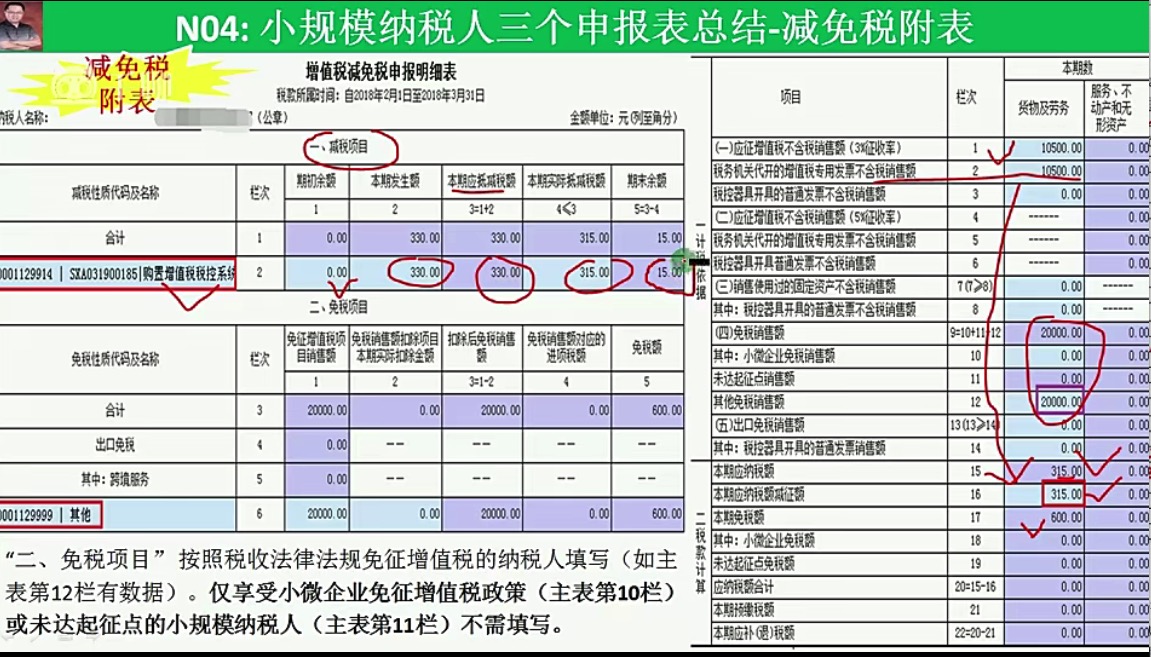 N04: 小规模纳税人三个申报表总结-减免税附表
减免税
附表
增值税减免税申报明细表
税款所属时间: 自2018年2月1日至2018年3月31日
纳税人名称:
(公章)
金额单位: 元(列至角分)
一、减税项目
减税性质代码及名称 栏次 期初余额 本期发生额 本期应抵减税额 本期实际抵减税额 期末余额
1 2 3=1+2 4≤3 5=3-4
合计 1 0.00 330.00 330.00 315.00 15.00
0001129914 | SXA031900185|购置增值税税控系统 2 0.00 330.00 330.00 315.00 15.00
二、免税项目
免税性质代码及名称 栏次 免征增值税项目销售额 免税销售额扣除项目本期实际扣除金额 扣除后免税销售额 免税销售额对应的进项税额 免税额
1 2 3=1-2 4 5
合计 3 20000.00 0.00 20000.00 0.00 600.00
出口免税 4 0.00 -- -- -- --
其中: 跨境服务 5 0.00 -- -- -- --
0001129999 | 其他 6 20000.00 0.00 20000.00 0.00 600.00
“二、免税项目” 按照税收法律法规免征增值税的纳税人填写（如主
表第12栏有数据）。仅享受小微企业免征增值税政策（主表第10栏）
或未达起征点的小规模纳税人（主表第11栏）不需填写。
项目 栏次 本期数
货物及劳务 服务、不动产和无形资产
一计税依据
(一)应征增值税不含税销售额(3%征收率) 1 10500.00 0.00
税务机关代开的增值税专用发票不含税销售额 2 10500.00 0.00
税控器具开具的普通发票不含税销售额 3 0.00 0.00
(二)应征增值税不含税销售额(5%征收率) 4 ------ 0.00
税务机关代开的增值税专用发票不含税销售额 5 ------ 0.00
税控器具开具普通发票不含税销售额 6 ------ 0.00
(三)销售使用过的固定资产不含税销售额 7(7≥8) 0.00 ------
其中: 税控器具开具的普通发票不含税销售额 8 0.00 ------
(四)免税销售额 9=10+11+12 20000.00 0.00
其中: 小微企业免税销售额 10 0.00 0.00
未达起征点销售额 11 0.00 0.00
其他免税销售额 12 20000.00 0.00
(五)出口免税销售额 13(13≥14) 0.00 0.00
其中: 税控器具开具的普通发票销售额 14 0.00 0.00
二税款计算
本期应纳税额 15 315.00 0.00
本期应纳税额减征额 16 315.00 0.00
本期免税额 17 600.00 0.00
其中: 小微企业免税额 18 0.00 0.00
未达起征点免税额 19 0.00 0.00
应纳税额合计 20=15-16 0.00 0.00
本期预缴税额 21 0.00 0.00
本期应补(退)税额 22=20-21 0.00 0.00